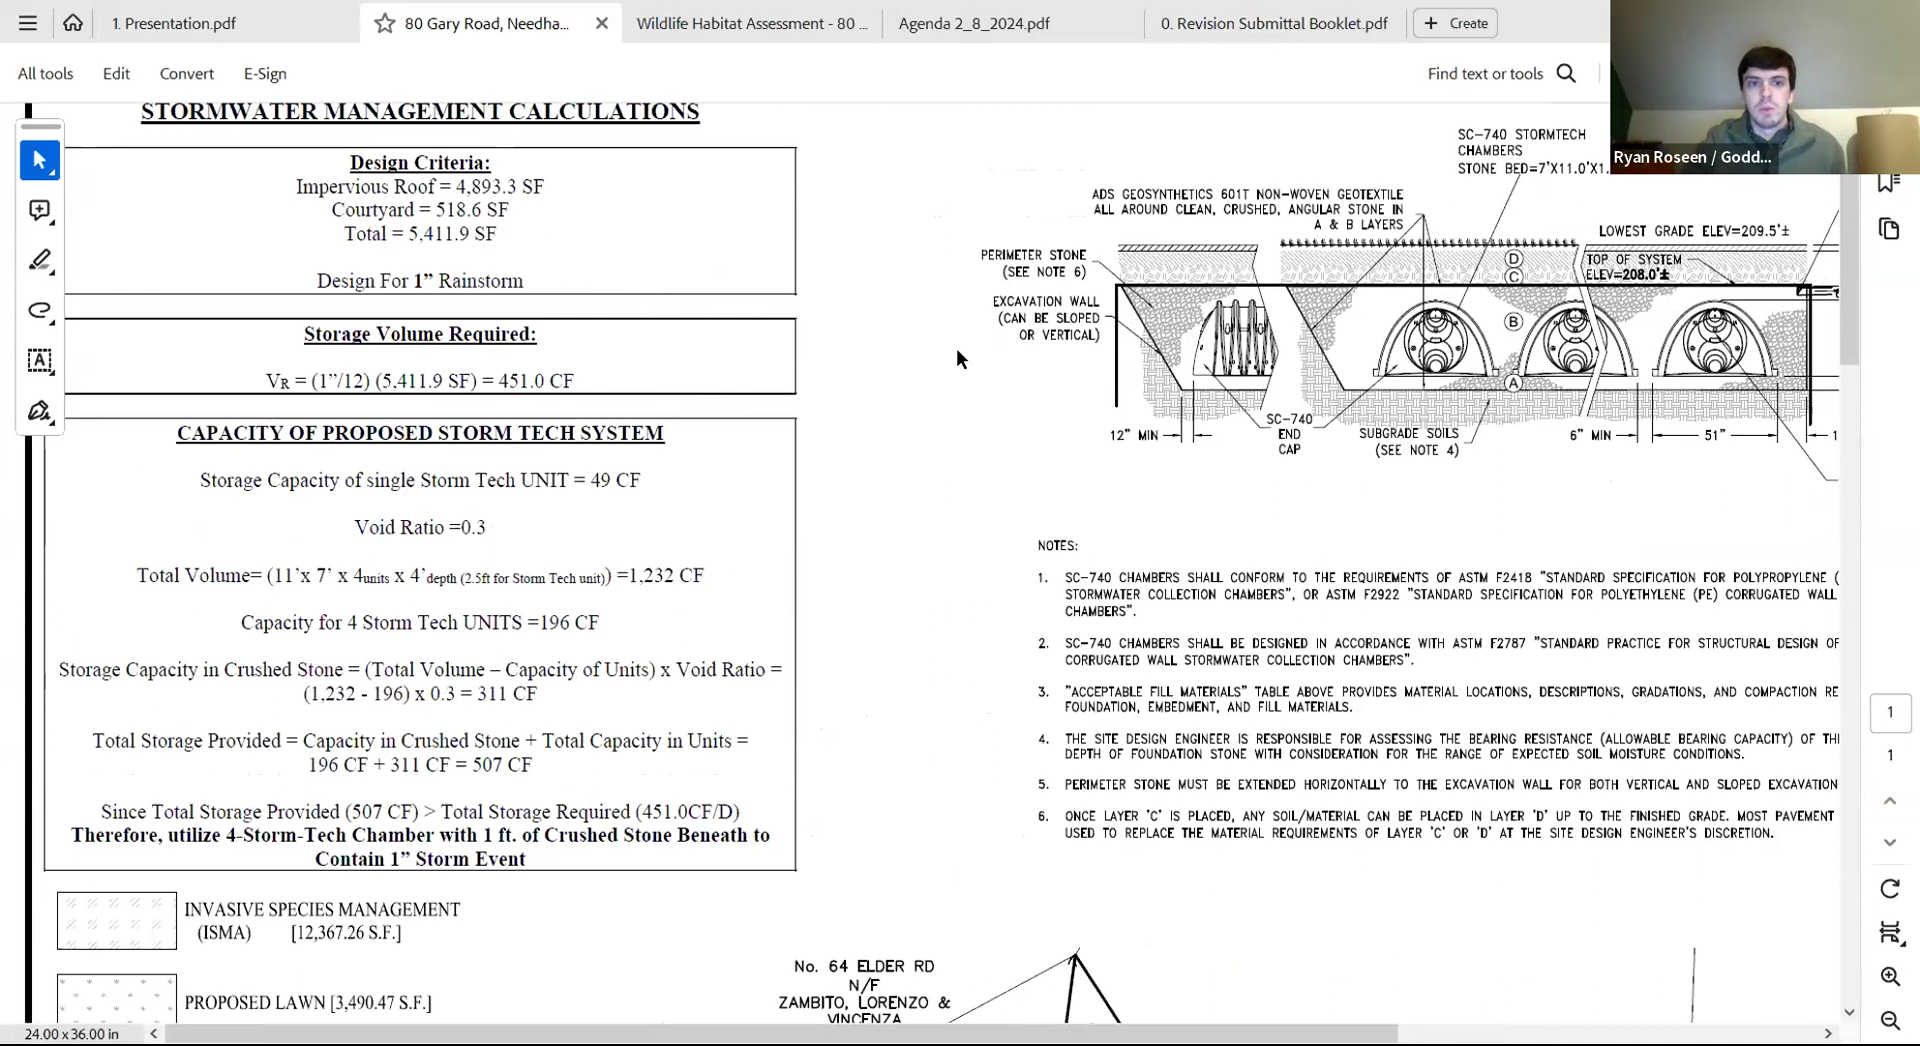 1. Presentation.pdf
80 Gary Road, Needha...
Wildlife Habitat Assessment - 80 ...
Agenda 2_8_2024.pdf
0. Revision Submittal Booklet.pdf
Create
All tools
Edit
Convert
E-Sign
Find text or tools
Ryan Roseen / Godd...
STORMWATER MANAGEMENT CALCULATIONS
Design Criteria:
Impervious Roof = 4,893.3 SF
Courtyard = 518.6 SF
Total = 5,411.9 SF
Design For 1” Rainstorm
Storage Volume Required:
VR = (1”/12) (5,411.9 SF) = 451.0 CF
CAPACITY OF PROPOSED STORM TECH SYSTEM
Storage Capacity of single Storm Tech UNIT = 49 CF
Void Ratio =0.3
Total Volume= (11’x 7’ x 4units x 4’depth (2.5ft for Storm Tech unit)) =1,232 CF
Capacity for 4 Storm Tech UNITS =196 CF
Storage Capacity in Crushed Stone = (Total Volume – Capacity of Units) x Void Ratio =
(1,232 - 196) x 0.3 = 311 CF
Total Storage Provided = Capacity in Crushed Stone + Total Capacity in Units =
196 CF + 311 CF = 507 CF
Since Total Storage Provided (507 CF) > Total Storage Required (451.0CF/D)
Therefore, utilize 4-Storm-Tech Chamber with 1 ft. of Crushed Stone Beneath to
Contain 1” Storm Event
INVASIVE SPECIES MANAGEMENT
(ISMA) [12,367.26 S.F.]
PROPOSED LAWN [3,490.47 S.F.]
No. 64 ELDER RD
N/F
ZAMBITO, LORENZO &
VINCENZA
SC-740 STORMTECH
CHAMBERS
STONE BED=7'X11.0'X1.
ADS GEOSYNTHETICS 601T NON-WOVEN GEOTEXTILE
ALL AROUND CLEAN, CRUSHED, ANGULAR STONE IN
A & B LAYERS
LOWEST GRADE ELEV=209.5'±
PERIMETER STONE
(SEE NOTE 6)
TOP OF SYSTEM
ELEV=208.0'±
EXCAVATION WALL
(CAN BE SLOPED
OR VERTICAL)
D
C
B
A
12" MIN
SC-740
END
CAP
SUBGRADE SOILS
(SEE NOTE 4)
6" MIN
51"
1
NOTES:
1. SC-740 CHAMBERS SHALL CONFORM TO THE REQUIREMENTS OF ASTM F2418 "STANDARD SPECIFICATION FOR POLYPROPYLENE (
STORMWATER COLLECTION CHAMBERS", OR ASTM F2922 "STANDARD SPECIFICATION FOR POLYETHYLENE (PE) CORRUGATED WALL
CHAMBERS".
2. SC-740 CHAMBERS SHALL BE DESIGNED IN ACCORDANCE WITH ASTM F2787 "STANDARD PRACTICE FOR STRUCTURAL DESIGN OF
CORRUGATED WALL STORMWATER COLLECTION CHAMBERS".
3. "ACCEPTABLE FILL MATERIALS" TABLE ABOVE PROVIDES MATERIAL LOCATIONS, DESCRIPTIONS, GRADATIONS, AND COMPACTION RE
FOUNDATION, EMBEDMENT, AND FILL MATERIALS.
4. THE SITE DESIGN ENGINEER IS RESPONSIBLE FOR ASSESSING THE BEARING RESISTANCE (ALLOWABLE BEARING CAPACITY) OF TH
DEPTH OF FOUNDATION STONE WITH CONSIDERATION FOR THE RANGE OF EXPECTED SOIL MOISTURE CONDITIONS.
5. PERIMETER STONE MUST BE EXTENDED HORIZONTALLY TO THE EXCAVATION WALL FOR BOTH VERTICAL AND SLOPED EXCAVATION
6. ONCE LAYER 'C' IS PLACED, ANY SOIL/MATERIAL CAN BE PLACED IN LAYER 'D' UP TO THE FINISHED GRADE. MOST PAVEMENT
USED TO REPLACE THE MATERIAL REQUIREMENTS OF LAYER 'C' OR 'D' AT THE SITE DESIGN ENGINEER'S DISCRETION.
1
1
24.00 x 36.00 in